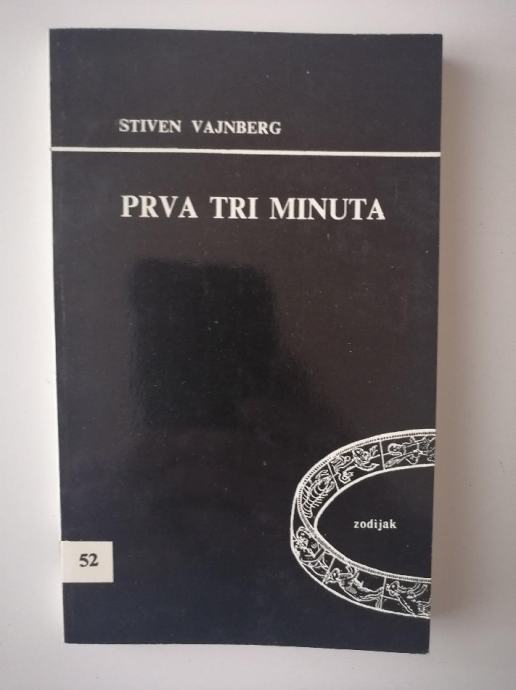 STIVEN VAJNBERG
PRVA TRI MINUTA
zodijak
52